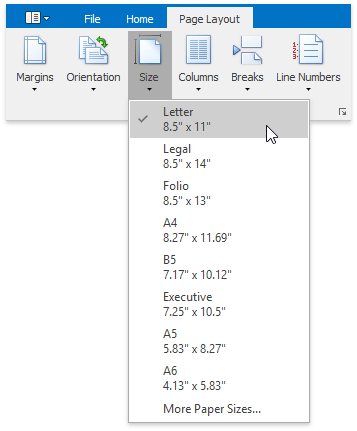 File Home Page Layout
Margins Orientation Size Columns Breaks Line Numbers
Letter
8.5" x 11"
Legal
8.5" x 14"
Folio
8.5" x 13"
A4
8.27" x 11.69"
B5
7.17" x 10.12"
Executive
7.25" x 10.5"
A5
5.83" x 8.27"
A6
4.13" x 5.83"
More Paper Sizes...